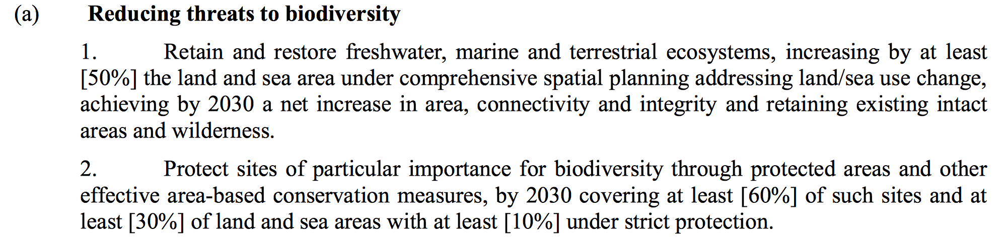 (a) Reducing threats to biodiversity
1. Retain and restore freshwater, marine and terrestrial ecosystems, increasing by at least
[50%] the land and sea area under comprehensive spatial planning addressing land/sea use change,
achieving by 2030 a net increase in area, connectivity and integrity and retaining existing intact
areas and wilderness.
2. Protect sites of particular importance for biodiversity through protected areas and other
effective area-based conservation measures, by 2030 covering at least [60%] of such sites and at
least [30%] of land and sea areas with at least [10%] under strict protection.